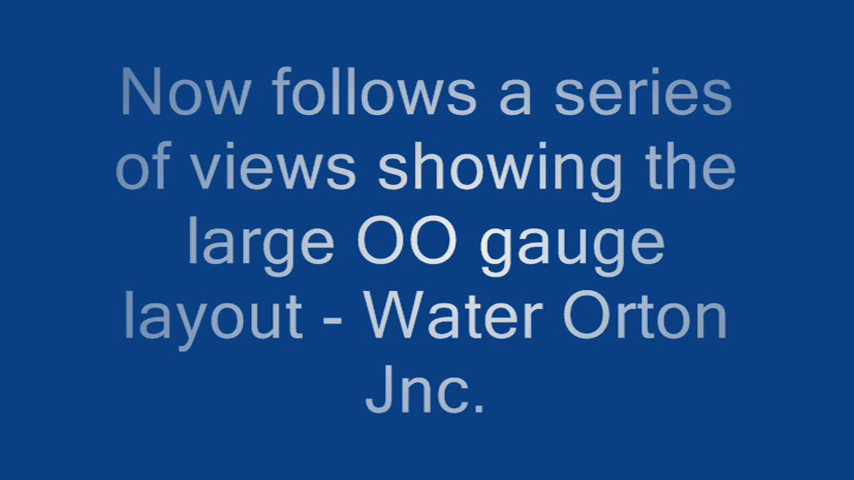 Now follows a series
of views showing the
large OO gauge
layout - Water Orton
Jnc.